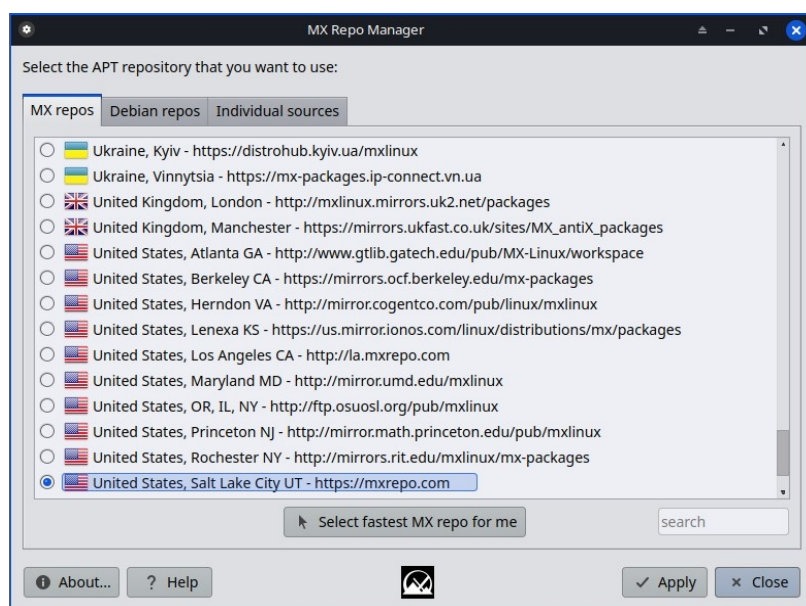 MX Repo Manager
Select the APT repository that you want to use:
MX repos Debian repos Individual sources
Ukraine, Kyiv - https://distrohub.kyiv.ua/mxlinux
Ukraine, Vinnytsia - https://mx-packages.ip-connect.vn.ua
United Kingdom, London - http://mxlinux.mirrors.uk2.net/packages
United Kingdom, Manchester - https://mirrors.ukfast.co.uk/sites/MX_antiX_packages
United States, Atlanta GA - http://www.gtlib.gatech.edu/pub/MX-Linux/workspace
United States, Berkeley CA - https://mirrors.ocf.berkeley.edu/mx-packages
United States, Herndon VA - http://mirror.cogentco.com/pub/linux/mxlinux
United States, Lenexa KS - https://us.mirror.ionos.com/linux/distributions/mx/packages
United States, Los Angeles CA - http://la.mxrepo.com
United States, Maryland MD - http://mirror.umd.edu/mxlinux
United States, OR, IL, NY - http://ftp.osuosl.org/pub/mxlinux
United States, Princeton NJ - http://mirror.math.princeton.edu/pub/mxlinux
United States, Rochester NY - http://mirrors.rit.edu/mxlinux/mx-packages
United States, Salt Lake City UT - https://mxrepo.com
Select fastest MX repo for me search
About... ? Help Apply Close